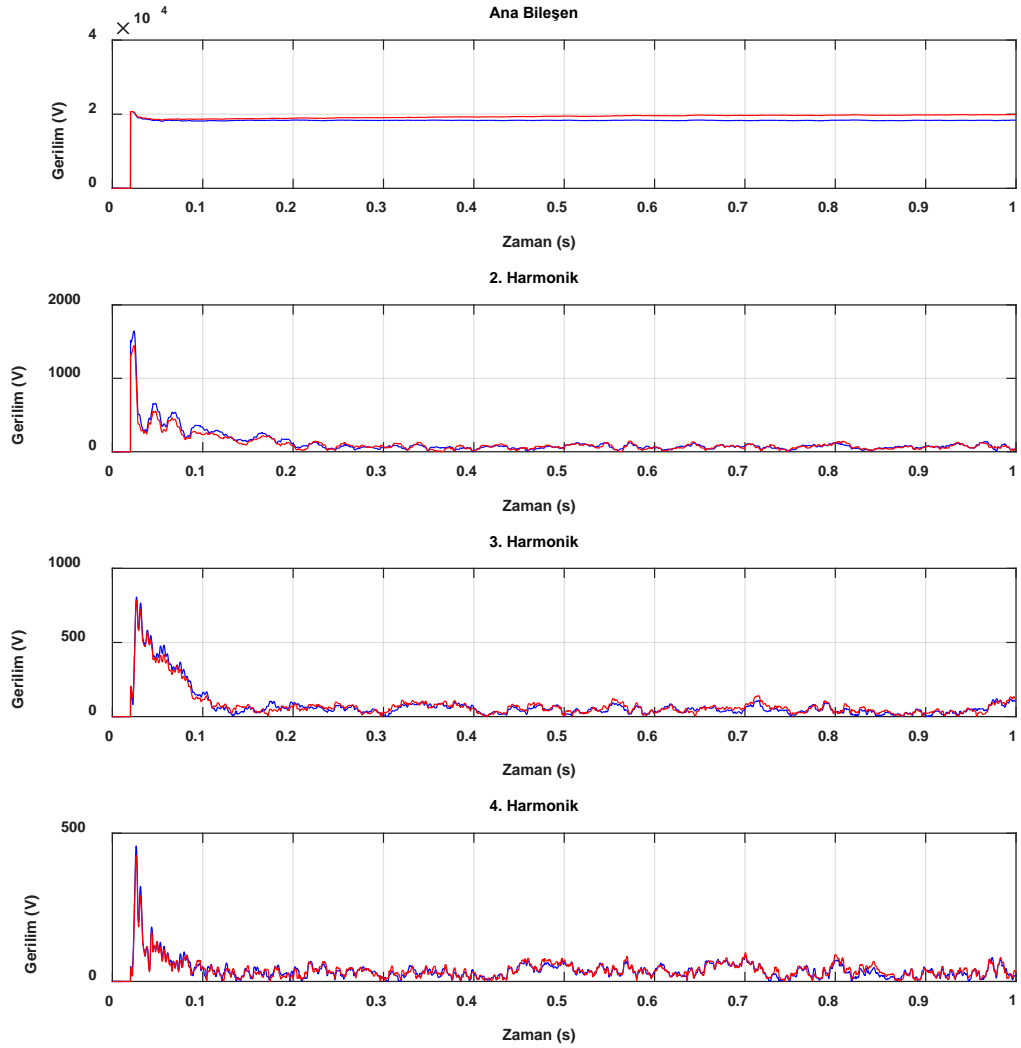 Ana Bileşen
× 10 4
4
2
0
Gerilim (V)
0 0.1 0.2 0.3 0.4 0.5 0.6 0.7 0.8 0.9 1
Zaman (s)
2. Harmonik
2000
1000
0
Gerilim (V)
0 0.1 0.2 0.3 0.4 0.5 0.6 0.7 0.8 0.9 1
Zaman (s)
3. Harmonik
1000
500
0
Gerilim (V)
0 0.1 0.2 0.3 0.4 0.5 0.6 0.7 0.8 0.9 1
Zaman (s)
4. Harmonik
500
0
Gerilim (V)
0 0.1 0.2 0.3 0.4 0.5 0.6 0.7 0.8 0.9 1
Zaman (s)